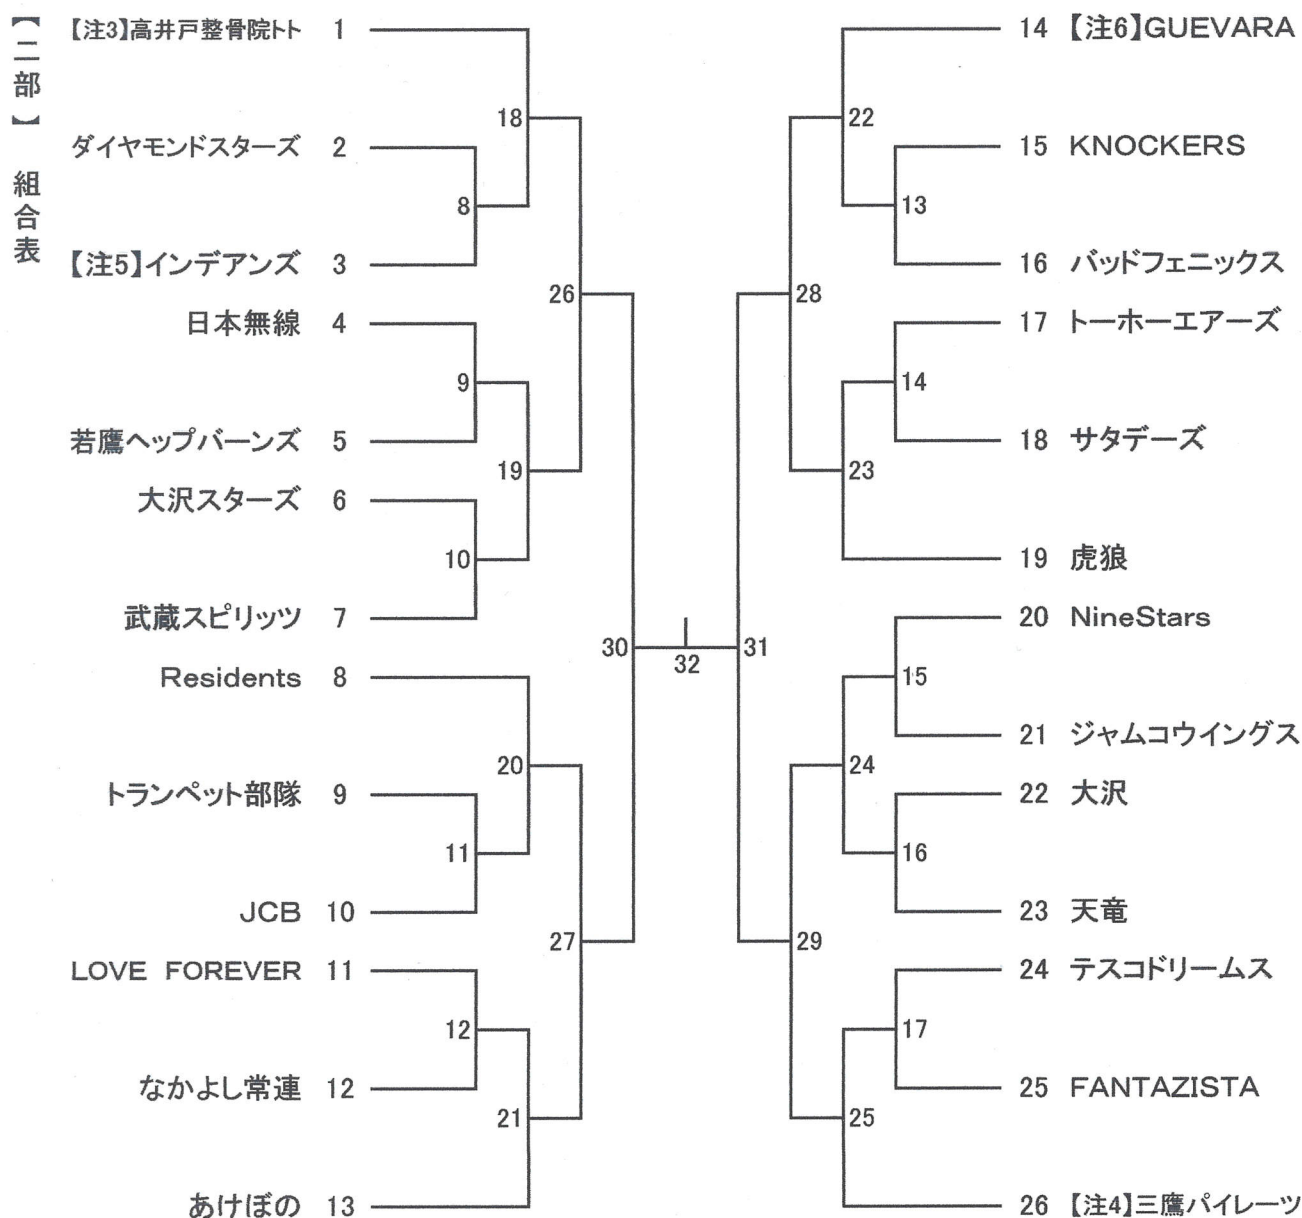 【二部】 組合表
【注3】高井戸整骨院トト 1
ダイヤモンドスターズ 2
【注5】インデアンズ 3
日本無線 4
若鷹ヘップバーンズ 5
大沢スターズ 6
武蔵スピリッツ 7
Residents 8
トランペット部隊 9
JCB 10
LOVE FOREVER 11
なかよし常連 12
あけぼの 13
8
9
10
11
12
18
19
20
21
26
27
30
32
31
28
29
22
23
24
25
13
14
15
16
17
14 【注6】GUEVARA
15 KNOCKERS
16 バッドフェニックス
17 トーホーエアーズ
18 サタデーズ
19 虎狼
20 NineStars
21 ジャムコウイングス
22 大沢
23 天竜
24 テスコドリームス
25 FANTAZISTA
26 【注4】三鷹パイレーツ